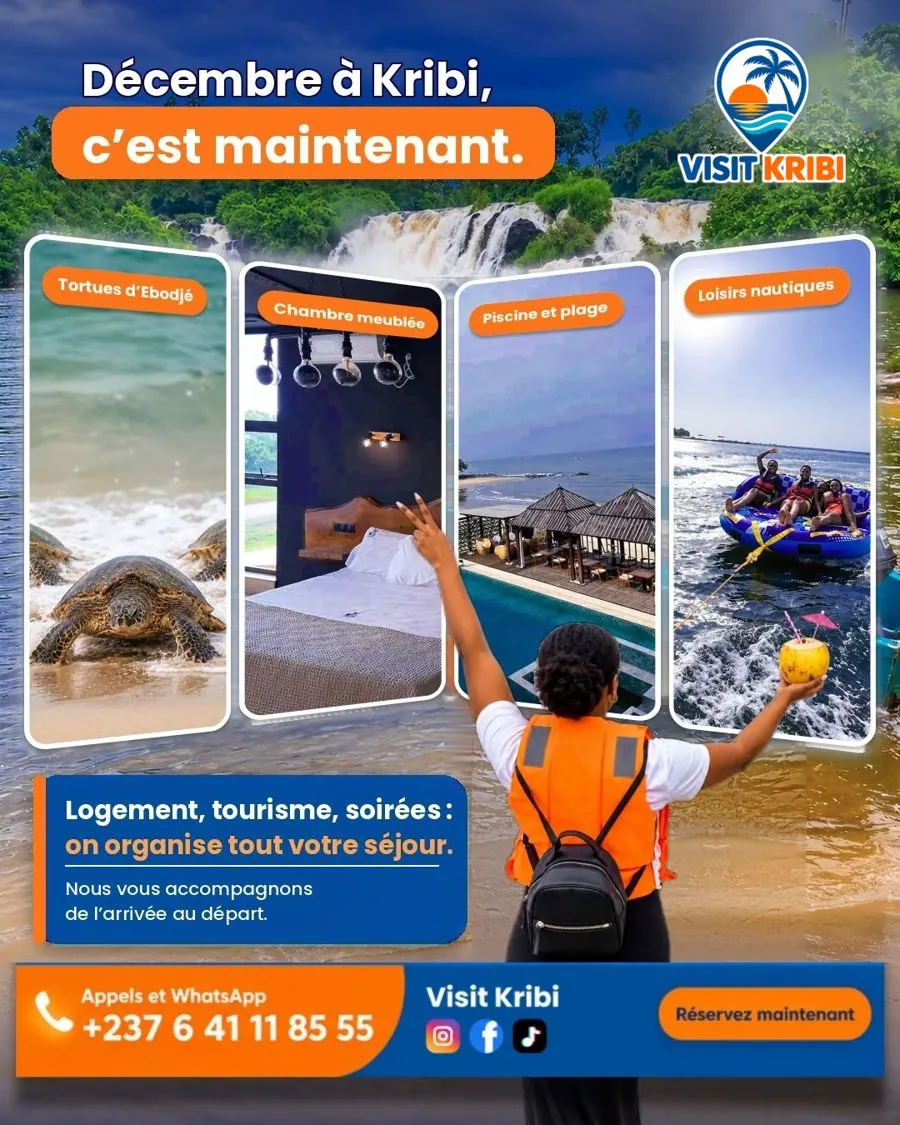 Décembre à Kribi,
c’est maintenant.
VISIT KRIBI
Tortues d’Ebodjé
Chambre meublée
Piscine et plage
Loisirs nautiques
Logement, tourisme, soirées :
on organise tout votre séjour.
Nous vous accompagnons
de l’arrivée au départ.
Appels et WhatsApp
+237 6 41 11 85 55
Visit Kribi
Réservez maintenant